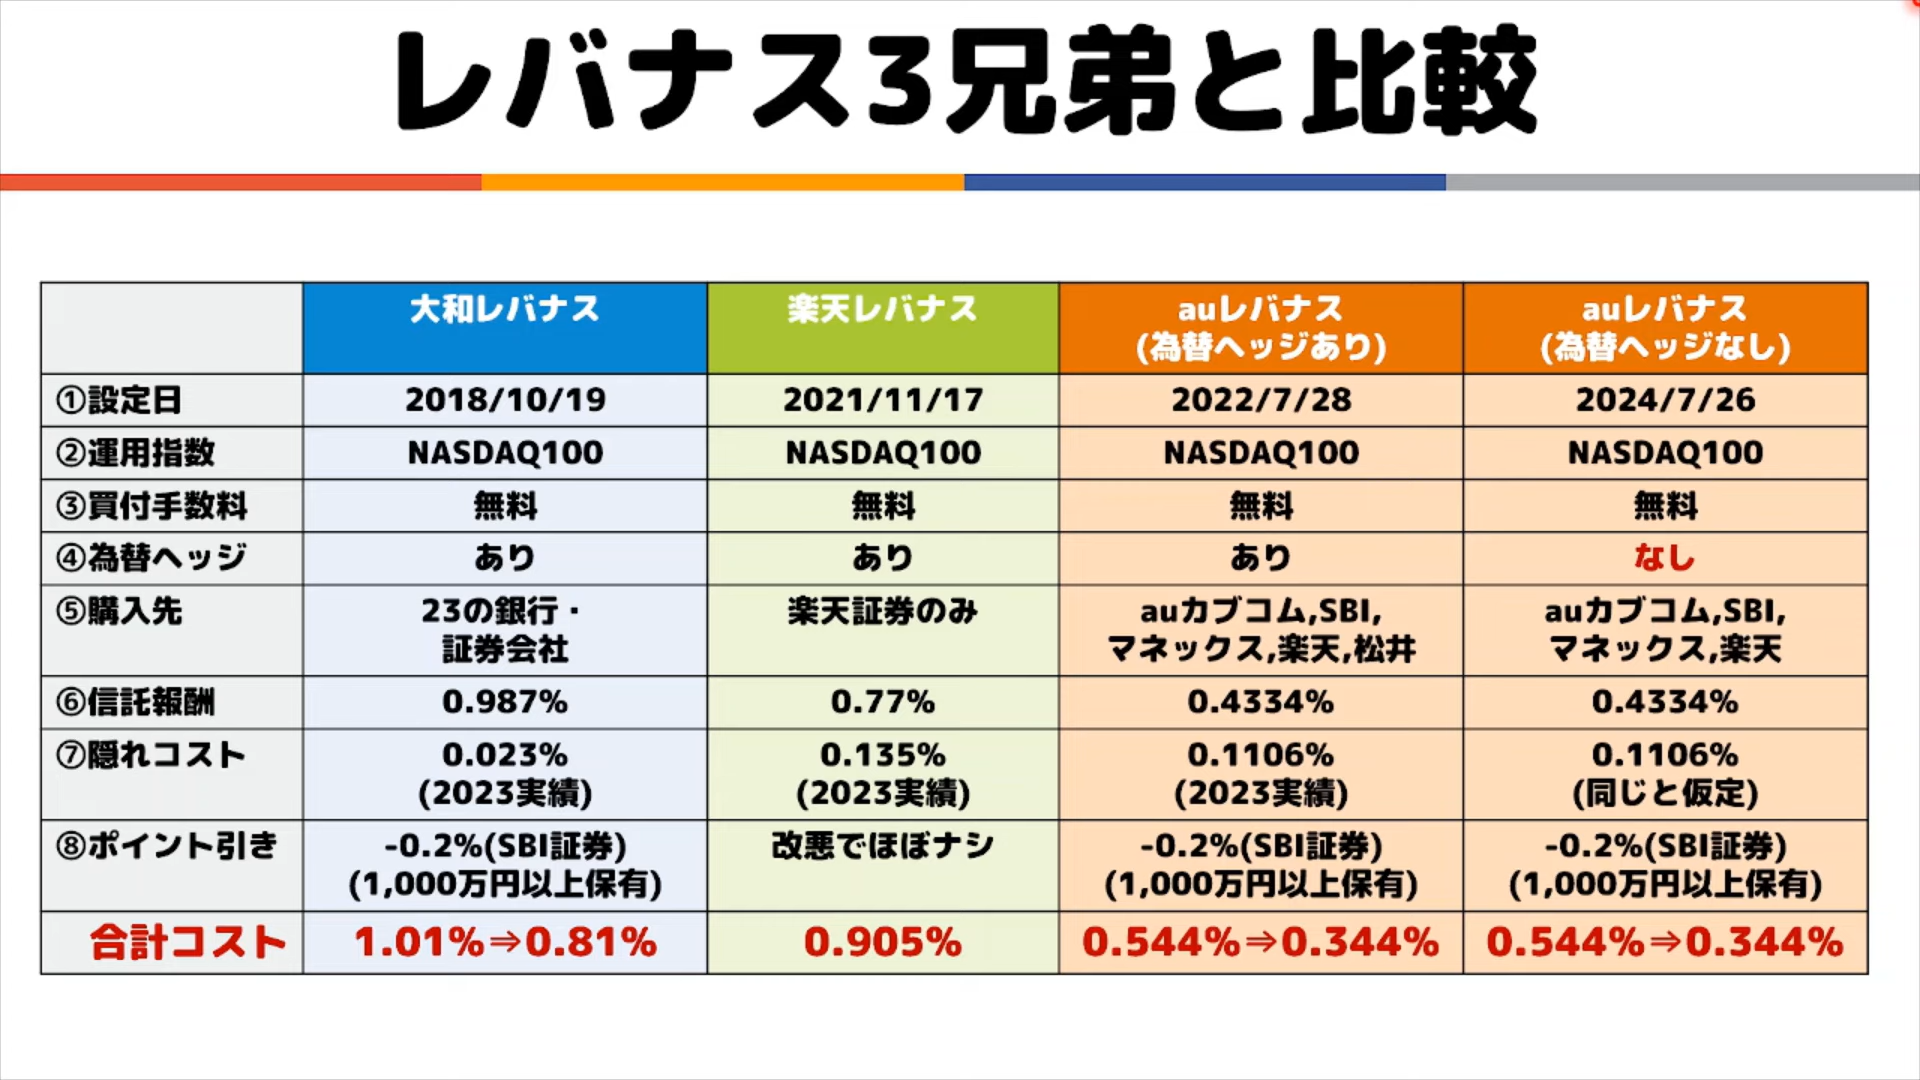 レバナス3兄弟と比較
大和レバナス
楽天レバナス
auレバナス
(為替ヘッジあり)
auレバナス
(為替ヘッジなし)
①設定日
2018/10/19
2021/11/17
2022/7/28
2024/7/26
②運用指数
NASDAQ100
NASDAQ100
NASDAQ100
NASDAQ100
③買付手数料
無料
無料
無料
無料
④為替ヘッジ
あり
あり
あり
なし
⑤購入先
23の銀行・
証券会社
楽天証券のみ
auカブコム,SBI,
マネックス,楽天,松井
auカブコム,SBI,
マネックス,楽天
⑥信託報酬
0.987%
0.77%
0.4334%
0.4334%
⑦隠れコスト
0.023%
(2023実績)
0.135%
(2023実績)
0.1106%
(2023実績)
0.1106%
(同じと仮定)
⑧ポイント引き
-0.2%(SBI証券)
(1,000万円以上保有)
改悪でほぼナシ
-0.2%(SBI証券)
(1,000万円以上保有)
-0.2%(SBI証券)
(1,000万円以上保有)
合計コスト
1.01%⇒0.81%
0.905%
0.544%⇒0.344%
0.544%⇒0.344%